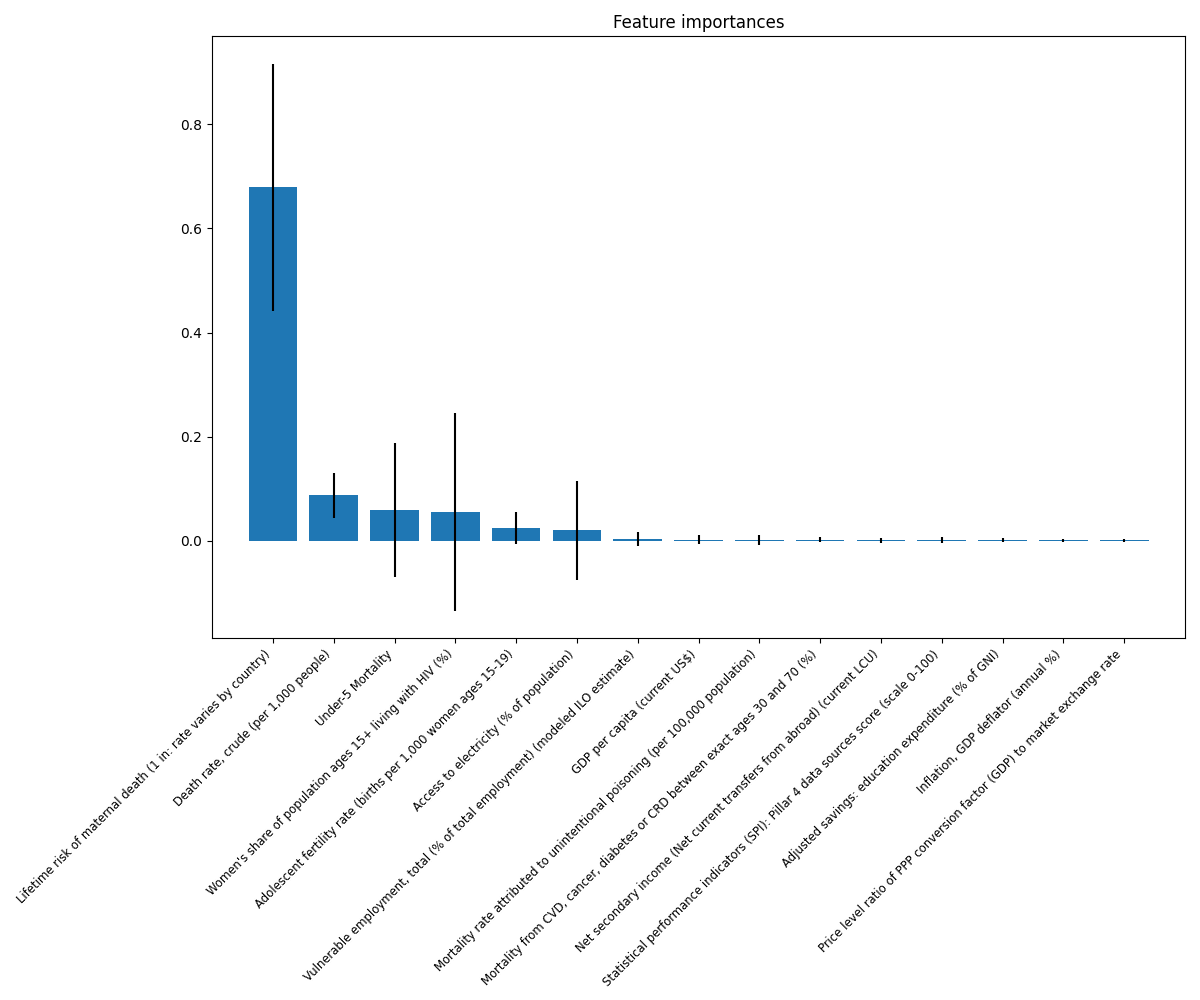 Feature importances
0.8
0.6
0.4
0.2
0.0
Lifetime risk of maternal death (1 in: rate varies by country)
Death rate, crude (per 1,000 people)
Under-5 Mortality
Women's share of population ages 15+ living with HIV (%)
Adolescent fertility rate (births per 1,000 women ages 15-19)
Access to electricity (% of population)
Vulnerable employment, total (% of total employment) (modeled ILO estimate)
GDP per capita (current US$)
Mortality rate attributed to unintentional poisoning (per 100,000 population)
Mortality from CVD, cancer, diabetes or CRD between exact ages 30 and 70 (%)
Net secondary income (Net current transfers from abroad) (current LCU)
Statistical performance indicators (SPI): Pillar 4 data sources score (scale 0-100)
Adjusted savings: education expenditure (% of GNI)
Inflation, GDP deflator (annual %)
Price level ratio of PPP conversion factor (GDP) to market exchange rate